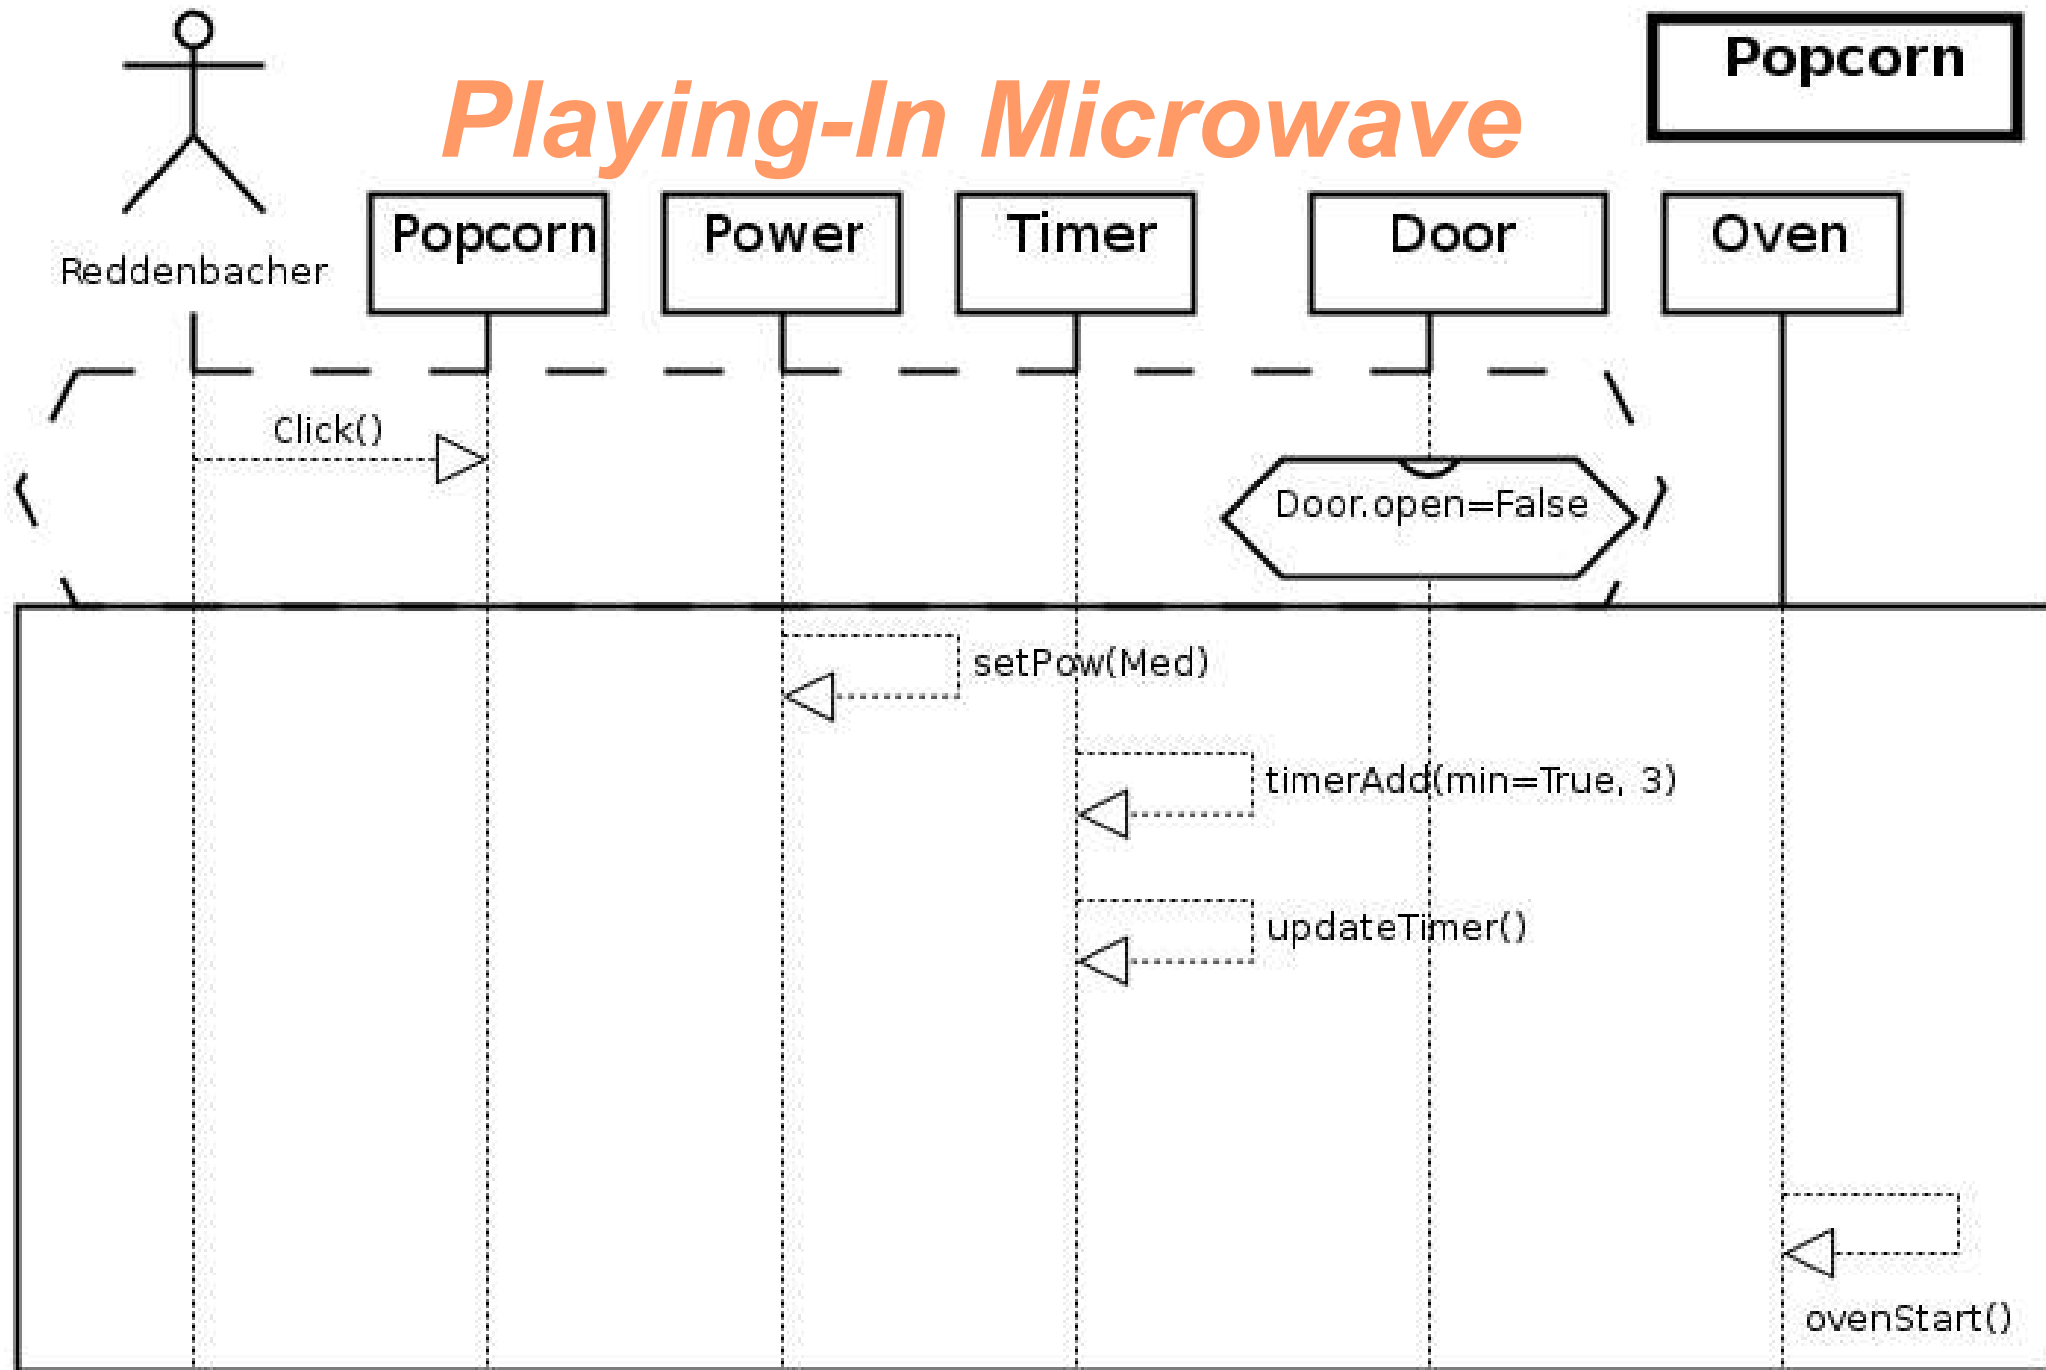 Popcorn
Playing-In Microwave
Reddenbacher
Popcorn
Power
Timer
Door
Oven
Click()
Door.open=False
setPow(Med)
timerAdd(min=True, 3)
updateTimer()
ovenStart()